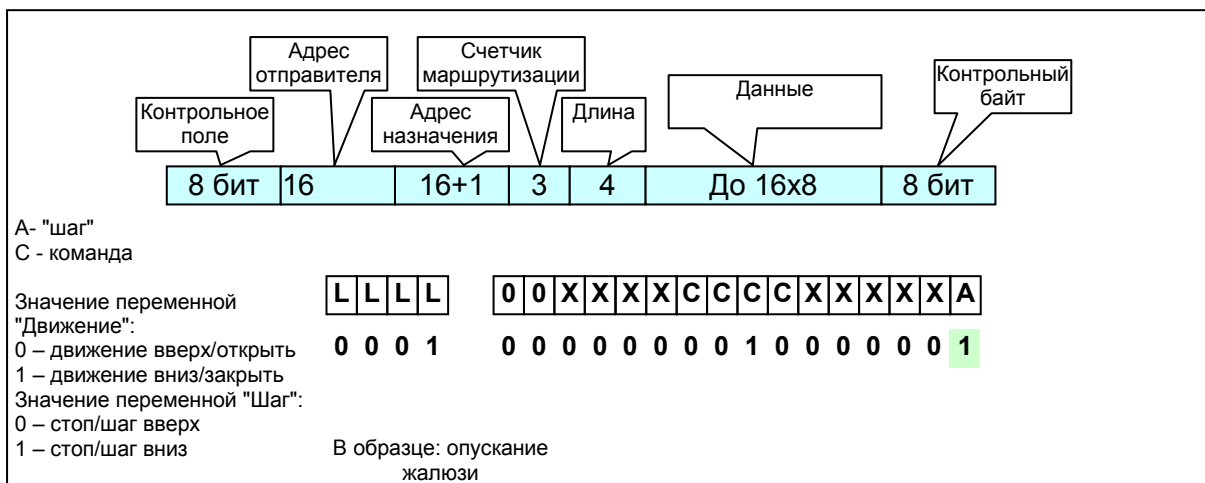 Адрес
отправителя
Счетчик
маршрутизации
Данные
Контрольный
байт
Контрольное
поле
Адрес
назначения
Длина
8 бит 16 16+1 3 4 До 16x8 8 бит
А- "шаг"
С - команда
L L L L 0 0 X X X X C C C C X X X X X A
Значение переменной
"Движение":
0 – движение вверх/открыть
0 0 0 1 0 0 0 0 0 0 0 0 1 0 0 0 0 0 0 1
1 – движение вниз/закрыть
Значение переменной "Шаг":
0 – стоп/шаг вверх
1 – стоп/шаг вниз
В образце: опускание
жалюзи